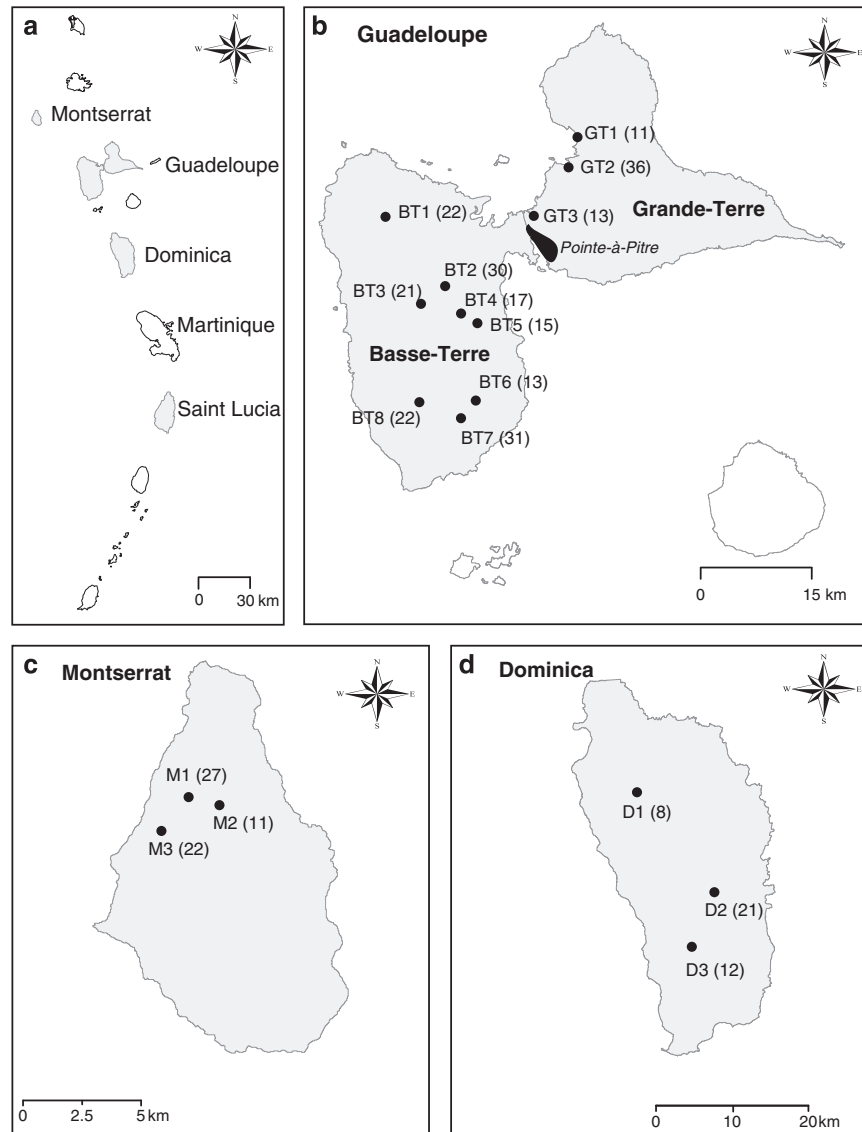 a
N
W E
S
Montserrat
Guadeloupe
Dominica
Martinique
Saint Lucia
0 30 km
b Guadeloupe
N
W E
S
GT1 (11)
GT2 (36)
GT3 (13)
Grande-Terre
Pointe-à-Pitre
BT1 (22)
BT2 (30)
BT3 (21)
BT4 (17)
BT5 (15)
Basse-Terre
BT6 (13)
BT8 (22)
BT7 (31)
0 15 km
c Montserrat
N
W E
S
M1 (27)
M2 (11)
M3 (22)
0 2.5 5 km
d Dominica
N
W E
S
D1 (8)
D2 (21)
D3 (12)
0 10 20 km